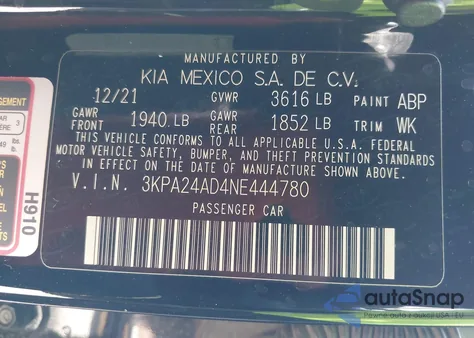 MANUFACTURED BY
KIA MEXICO S.A. DE C.V.
12/21 GVWR 3616 LB PAINT ABP
GAWR FRONT 1940 LB GAWR REAR 1852 LB TRIM WK
THIS VEHICLE CONFORMS TO ALL APPLICABLE U.S.A. FEDERAL
MOTOR VEHICLE SAFETY, BUMPER, AND THEFT PREVENTION STANDARDS
IN EFFECT ON THE DATE OF MANUFACTURE SHOWN ABOVE.
V.I.N. 3KPA24AD4NE444780
PASSENGER CAR
H910
autoSnap